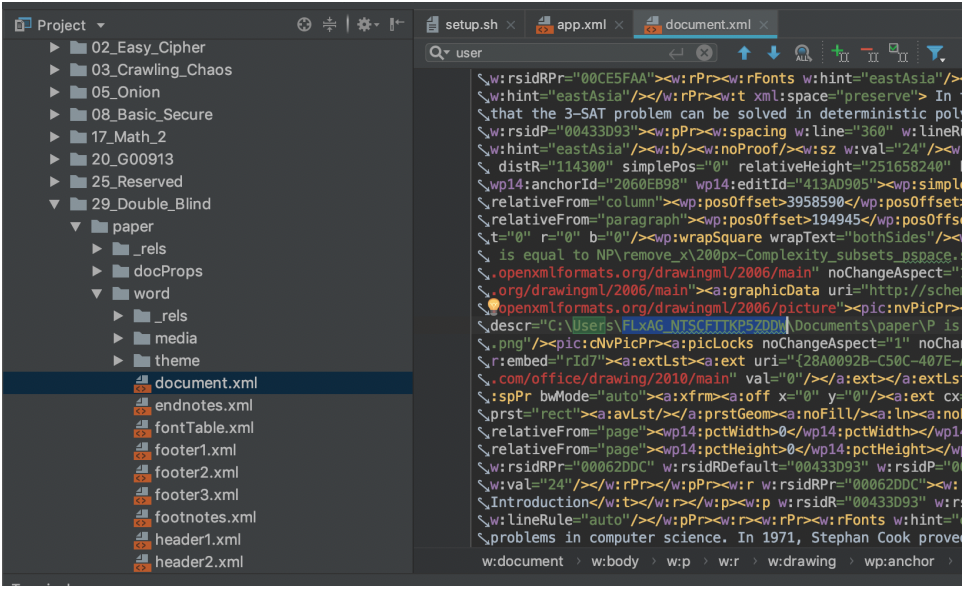 Project
setup.sh
app.xml
document.xml
user
ALL
02_Easy_Cipher
03_Crawling_Chaos
05_Onion
08_Basic_Secure
17_Math_2
20_G00913
25_Reserved
29_Double_Blind
paper
_rels
docProps
word
_rels
media
theme
document.xml
endnotes.xml
fontTable.xml
footer1.xml
footer2.xml
footer3.xml
footnotes.xml
header1.xml
header2.xml
w:rsidRPr="00CE5FAA"><w:rPr><w:rFonts w:hint="eastAsia"/><
w:hint="eastAsia"/></w:rPr><w:t xml:space="preserve"> In
that the 3-SAT problem can be solved in deterministic pol
w:rsidP="00433D93"><w:pPr><w:spacing w:line="360" w:lineRu
w:hint="eastAsia"/><w:b/><w:noProof/><w:sz w:val="24"/><w
distR="114300" simplePos="0" relativeHeight="251658240"
wp14:anchorId="2060EB98" wp14:editId="413AD905"><wp:simple
relativeFrom="column"><wp:posOffset>3958590</wp:posOffset>
relativeFrom="paragraph"><wp:posOffset>194945</wp:posOffse
t="0" r="0" b="0"/><wp:wrapSquare wrapText="bothSides"/><w
is equal to NP\remove_x\200px-Complexity_subsets_pspace.s
.openxmlformats.org/drawingml/2006/main" noChangeAspect="
.org/drawingml/2006/main"><a:graphicData uri="http://schem
openxmlformats.org/drawingml/2006/picture"><pic:nvPicPr><
descr="C:\Users\FLxAG_NTSCFTTKP5ZDDW\Documents\paper\P is
.png"/><pic:cNvPicPr><a:picLocks noChangeAspect="1" noCha
r:embed="rId7"><a:extLst><a:ext uri="{28A0092B-C50C-407E-A
.com/office/drawing/2010/main" val="0"/></a:ext></a:extLs
:spPr bwMode="auto"><a:xfrm><a:off x="0" y="0"/><a:ext cx=
prst="rect"><a:avLst/></a:prstGeom><a:noFill/><a:ln><a:no
relativeFrom="page"><wp14:pctWidth>0</wp14:pctWidth></wp14
relativeFrom="page"><wp14:pctHeight>0</wp14:pctHeight></wp
w:rsidRPr="00062DDC" w:rsidRDefault="00433D93" w:rsidP="00
w:val="24"/></w:rPr></w:pPr><w:r w:rsidRPr="00062DDC"><w:
Introduction</w:t></w:r></w:p><w:p w:rsidR="00433D93" w:rs
w:lineRule="auto"/></w:pPr><w:r><w:rPr><w:rFonts w:hint="
problems in computer science. In 1971, Stephan Cook prove
w:document > w:body > w:p > w:r > w:drawing > wp:anchor >